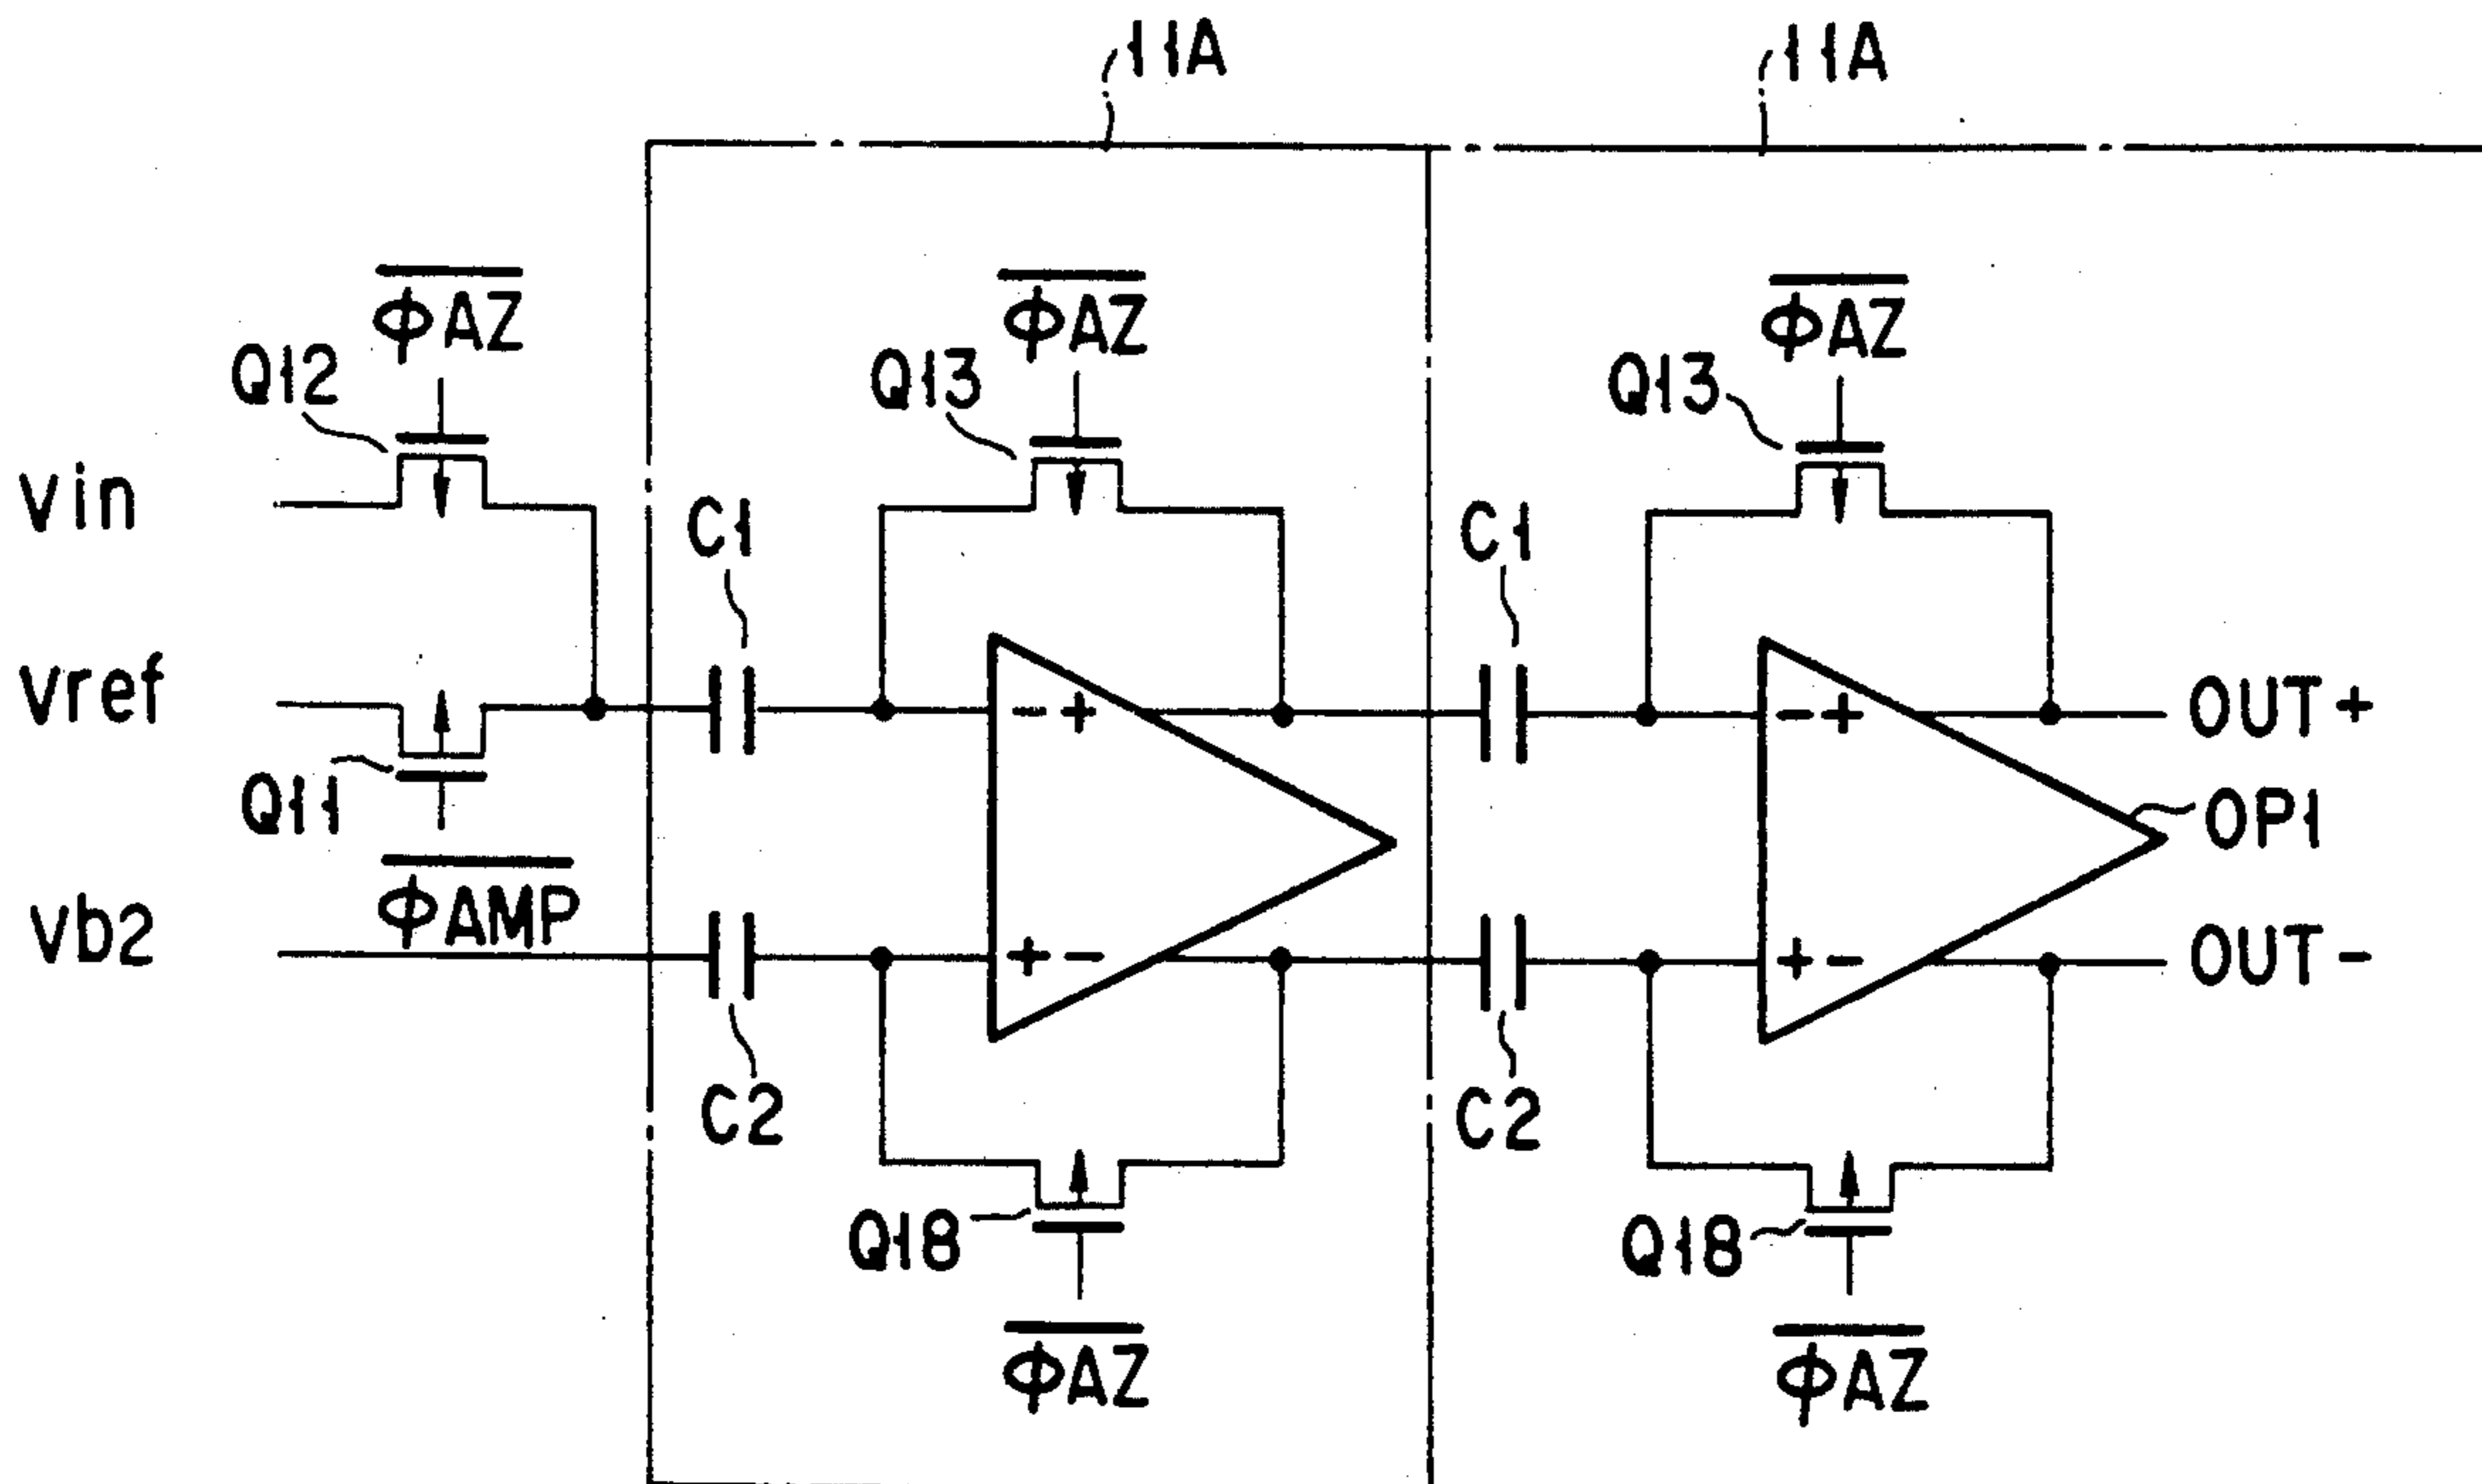 11A
11A
φAZ
φAZ
φAZ
Q12
Q13
Q13
vin
C1
C1
vref
- +
- +
OUT+
Q11
OP1
φAMP
vb2
+ -
+ -
OUT-
C2
C2
Q18
Q18
φAZ
φAZ